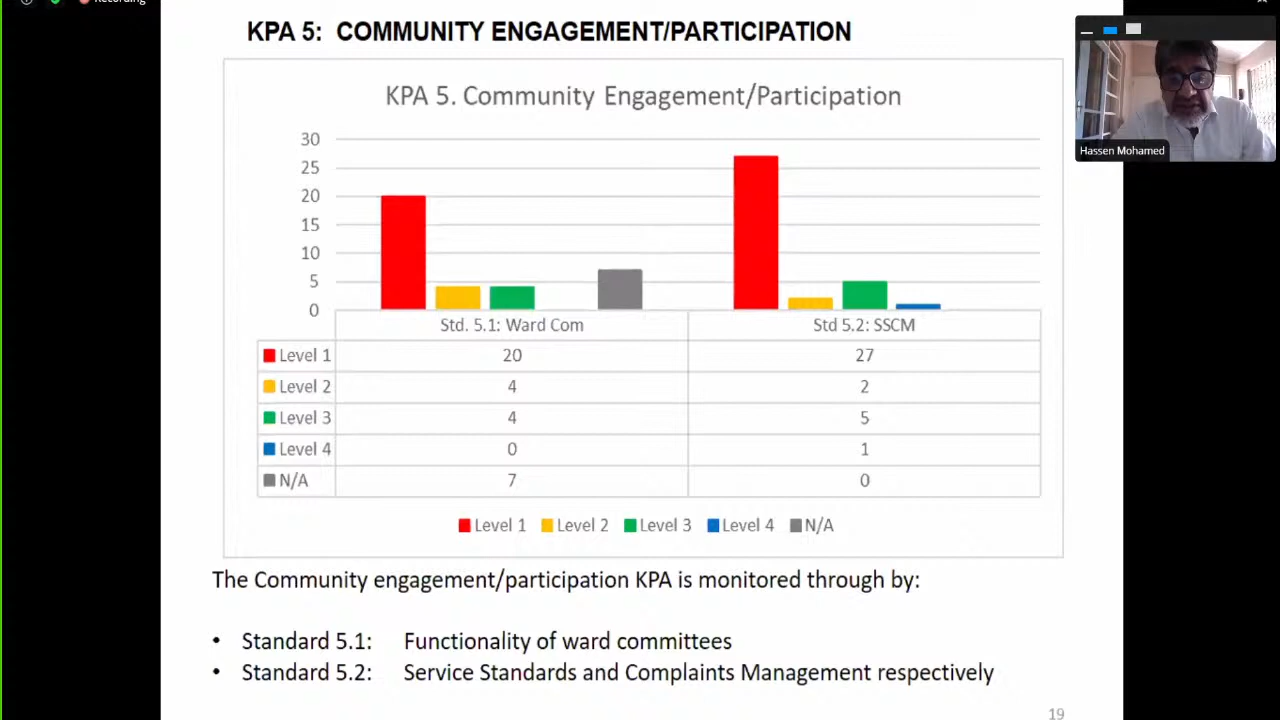 Recording
KPA 5: COMMUNITY ENGAGEMENT/PARTICIPATION
Hassen Mohamed
KPA 5. Community Engagement/Participation
30
25
20
15
10
5
0
Std. 5.1: Ward Com Std 5.2: SSCM
Level 1 20 27
Level 2 4 2
Level 3 4 5
Level 4 0 1
N/A 7 0
Level 1 Level 2 Level 3 Level 4 N/A
The Community engagement/participation KPA is monitored through by:
• Standard 5.1: Functionality of ward committees
• Standard 5.2: Service Standards and Complaints Management respectively
19